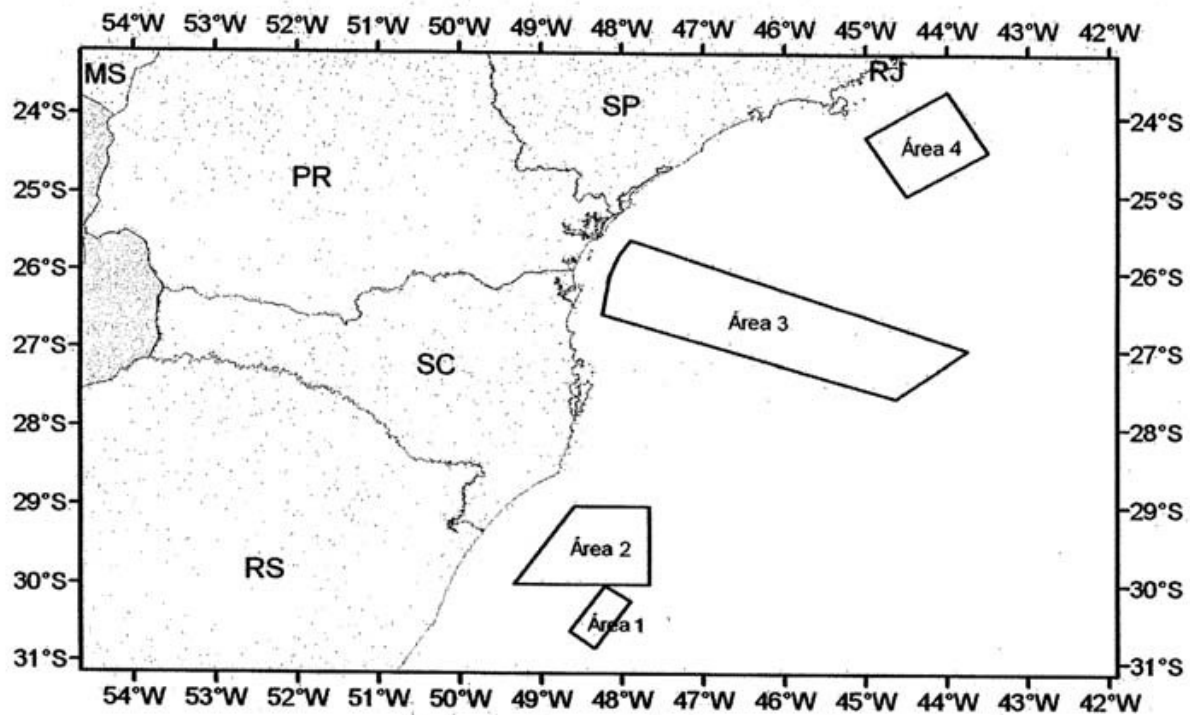 54°W 53°W 52°W 51°W 50°W 49°W 48°W 47°W 46°W 45°W 44°W 43°W 42°W
MS
RJ
SP
24°S
24°S
Área 4
PR
25°S
25°S
26°S
26°S
Área 3
27°S
27°S
SC
28°S
28°S
29°S
29°S
Área 2
RS
30°S
30°S
Área 1
31°S
31°S
54°W 53°W 52°W 51°W 50°W 49°W 48°W 47°W 46°W 45°W 44°W 43°W 42°W